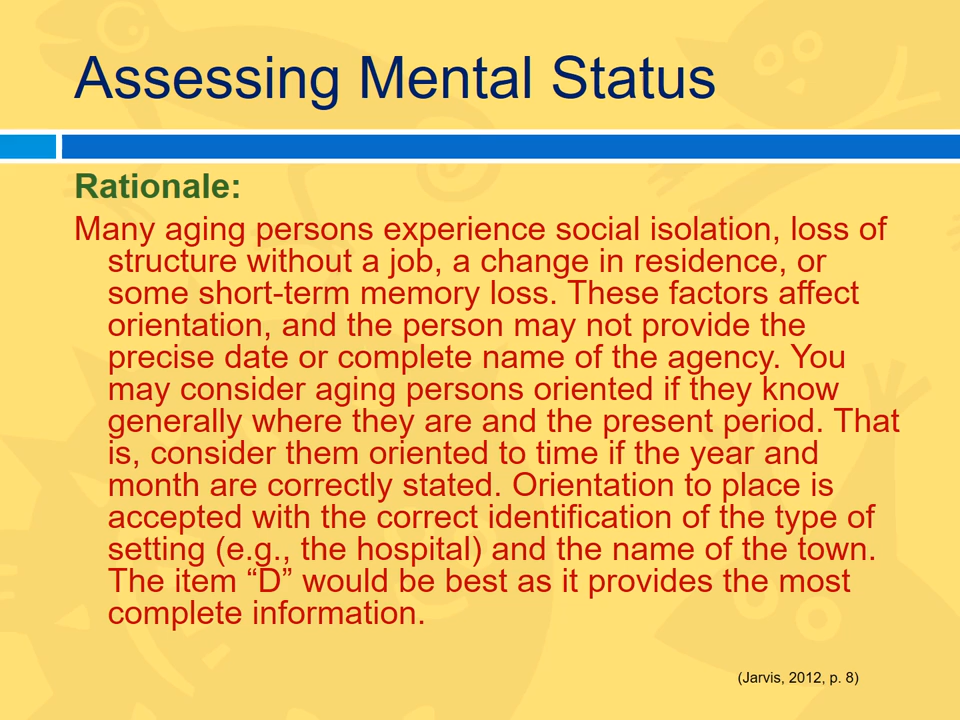 Assessing Mental Status
Rationale:
Many aging persons experience social isolation, loss of
structure without a job, a change in residence, or
some short-term memory loss. These factors affect
orientation, and the person may not provide the
precise date or complete name of the agency. You
may consider aging persons oriented if they know
generally where they are and the present period. That
is, consider them oriented to time if the year and
month are correctly stated. Orientation to place is
accepted with the correct identification of the type of
setting (e.g., the hospital) and the name of the town.
The item “D” would be best as it provides the most
complete information.
(Jarvis, 2012, p. 8)